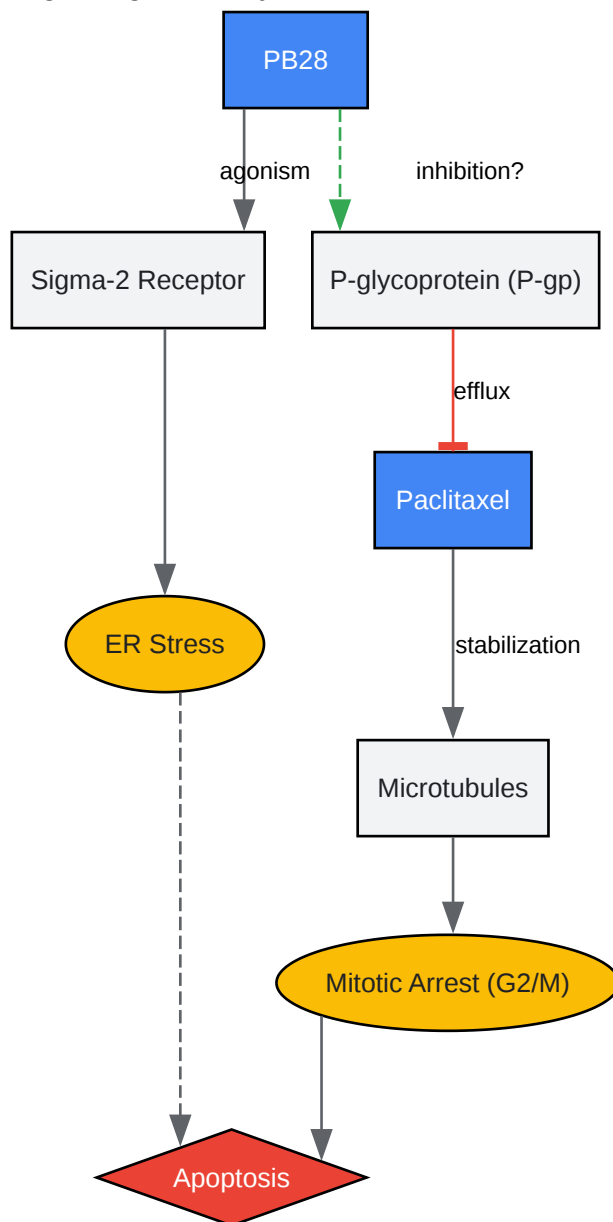 PB28
agonism
inhibition?
Sigma-2 Receptor
P-glycoprotein (P-gp)
efflux
Paclitaxel
ER Stress
stabilization
Microtubules
Mitotic Arrest (G2/M)
Apoptosis